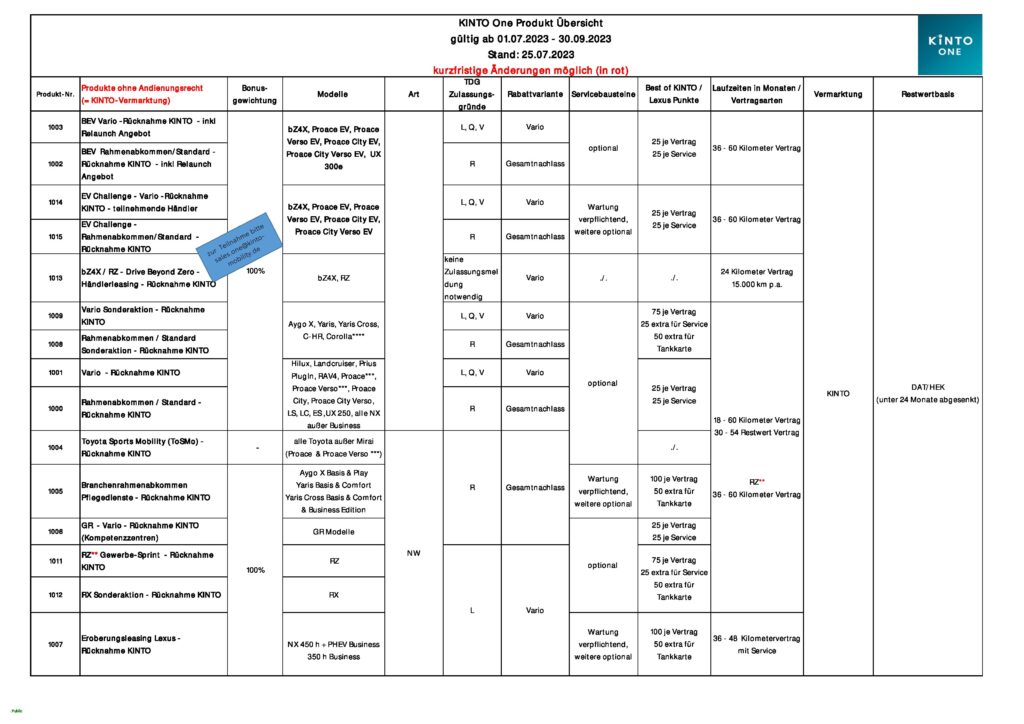 KINTO One Produkt Übersicht
gültig ab 01.07.2023 - 30.09.2023
Stand: 25.07.2023
kurzfristige Änderungen möglich (in rot)
KINTO
ONE
Produkt-Nr.
Produkte ohne Andienungsrecht
(= KINTO-Vermarktung)
Bonus-
gewichtung
Modelle
Art
TDG
Zulassungs-
gründe
Rabattvariante
Servicebausteine
Best of KINTO /
Lexus Punkte
Laufzeiten in Monaten /
Vertragsarten
Vermarktung
Restwertbasis
1003
BEV Vario -Rücknahme KINTO - inkl
Relaunch Angebot
bZ4X, Proace EV, Proace
Verso EV, Proace City EV,
Proace City Verso EV, UX
300e
L, Q, V
Vario
optional
25 je Vertrag
25 je Service
36 - 60 Kilometer Vertrag
1002
BEV Rahmenabkommen/Standard -
Rücknahme KINTO - inkl Relaunch
Angebot
R
Gesamtnachlass
1014
EV Challenge - Vario -Rücknahme
KINTO - teilnehmende Händler
bZ4X, Proace EV, Proace
Verso EV, Proace City EV,
Proace City Verso EV
L, Q, V
Vario
Wartung
verpflichtend,
weitere optional
25 je Vertrag
25 je Service
36 - 60 Kilometer Vertrag
1015
EV Challenge -
Rahmenabkommen/Standard -
Rücknahme KINTO
R
Gesamtnachlass
zur Teilnahme bitte
sales.one@kinto-
mobility.de
100%
1013
bZ4X / RZ - Drive Beyond Zero -
Händlerleasing - Rücknahme KINTO
bZ4X, RZ
keine
Zulassungsmel
dung
notwendig
Vario
./.
./.
24 Kilometer Vertrag
15.000 km p.a.
1009
Vario Sonderaktion - Rücknahme
KINTO
Aygo X, Yaris, Yaris Cross,
C-HR, Corolla****
L, Q, V
Vario
75 je Vertrag
25 extra für Service
50 extra für
Tankkarte
1008
Rahmenabkommen / Standard
Sonderaktion - Rücknahme KINTO
R
Gesamtnachlass
1001
Vario - Rücknahme KINTO
Hilux, Landcruiser, Prius
PlugIn, RAV4, Proace***,
Proace Verso***, Proace
City, Proace City Verso,
LS, LC, ES ,UX 250, alle NX
außer Business
L, Q, V
Vario
optional
25 je Vertrag
25 je Service
KINTO
DAT/HEK
(unter 24 Monate abgesenkt)
1000
Rahmenabkommen / Standard -
Rücknahme KINTO
R
Gesamtnachlass
18 - 60 Kilometer Vertrag
30 - 54 Restwert Vertrag
1004
Toyota Sports Mobility (ToSMo) -
Rücknahme KINTO
-
alle Toyota außer Mirai
(Proace & Proace Verso ***)
./.
1005
Branchenrahmenabkommen
Pflegedienste - Rücknahme KINTO
Aygo X Basis & Play
Yaris Basis & Comfort
Yaris Cross Basis & Comfort
& Business Edition
R
Gesamtnachlass
Wartung
verpflichtend,
weitere optional
100 je Vertrag
50 extra für
Tankkarte
RZ**
36 - 60 Kilometer Vertrag
1006
GR - Vario - Rücknahme KINTO
(Kompetenzzentren)
GR Modelle
25 je Vertrag
25 je Service
1011
RZ** Gewerbe-Sprint - Rücknahme
KINTO
100%
RZ
NW
optional
75 je Vertrag
25 extra für Service
50 extra für
Tankkarte
1012
RX Sonderaktion - Rücknahme KINTO
RX
L
Vario
1007
Eroberungsleasing Lexus -
Rücknahme KINTO
NX 450 h + PHEV Business
350 h Business
Wartung
verpflichtend,
weitere optional
100 je Vertrag
50 extra für
Tankkarte
36 - 48 Kilometervertrag
mit Service
Public